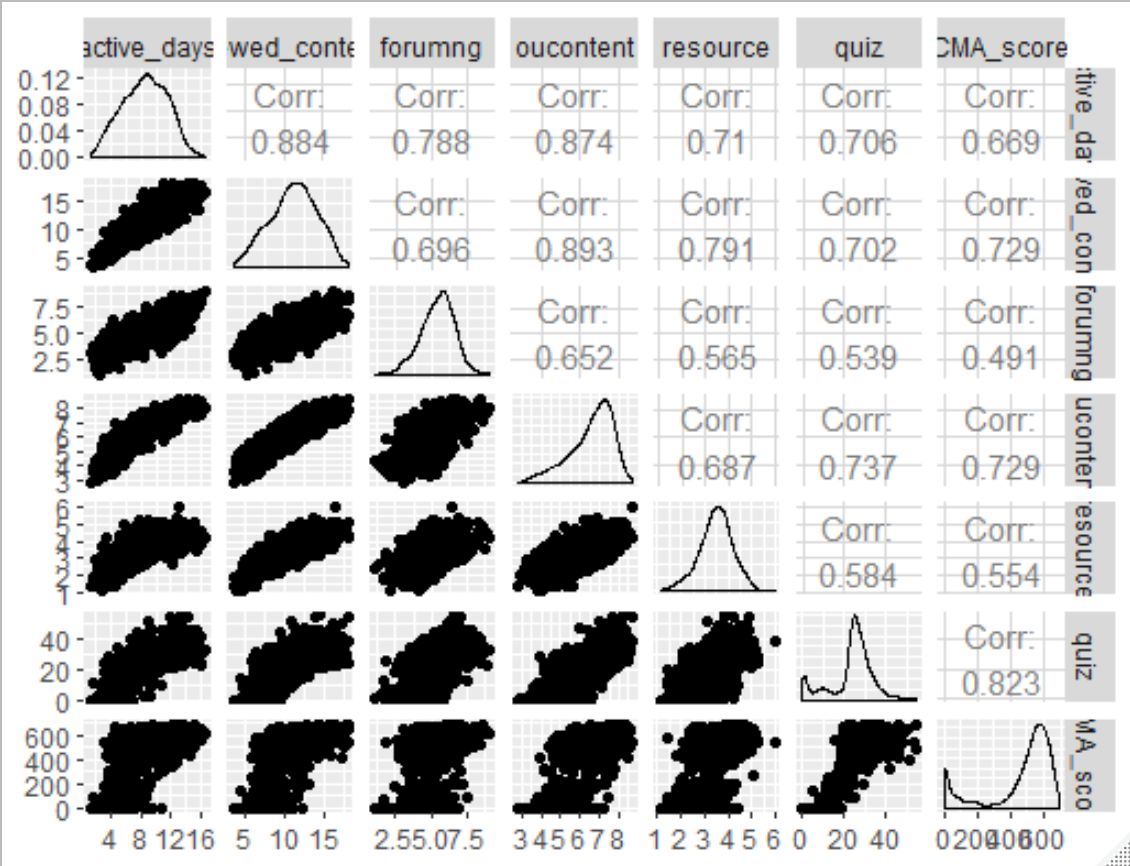 active_days wed_conte forumng oucontent resource quiz CMA_score
0.12 Corr: Corr: Corr: Corr: Corr: Corr: tive_da
0.08
0.04 0.884 0.788 0.874 0.71 0.706 0.669
0.00
15 Corr: Corr: Corr: Corr: Corr: ved_con
10
5 0.696 0.893 0.791 0.702 0.729
7.5 Corr: Corr: Corr: Corr: forumng
5.0
2.5 0.652 0.565 0.539 0.491
8 Corr: Corr: Corr: uconter
7
6
5
4 0.687 0.737 0.729
3
6 Corr: Corr: esource
5
4
3
2 0.584 0.554
1
40 Corr: quiz
20
0 0.823
600 MA_sco
400
200
0
4 8 12 16 5 10 15 2.5 5.0 7.5 3 4 5 6 7 8 1 2 3 4 5 6 0 20 40 0 200 400 600